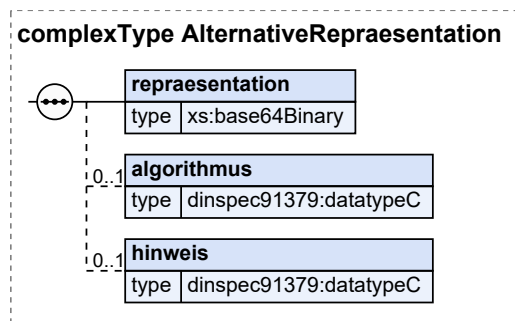 complexType AlternativeRepraesentation
repraesentation
type xs:base64Binary
0..1 algorithmus
type dinspec91379:datatypeC
0..1 hinweis
type dinspec91379:datatypeC